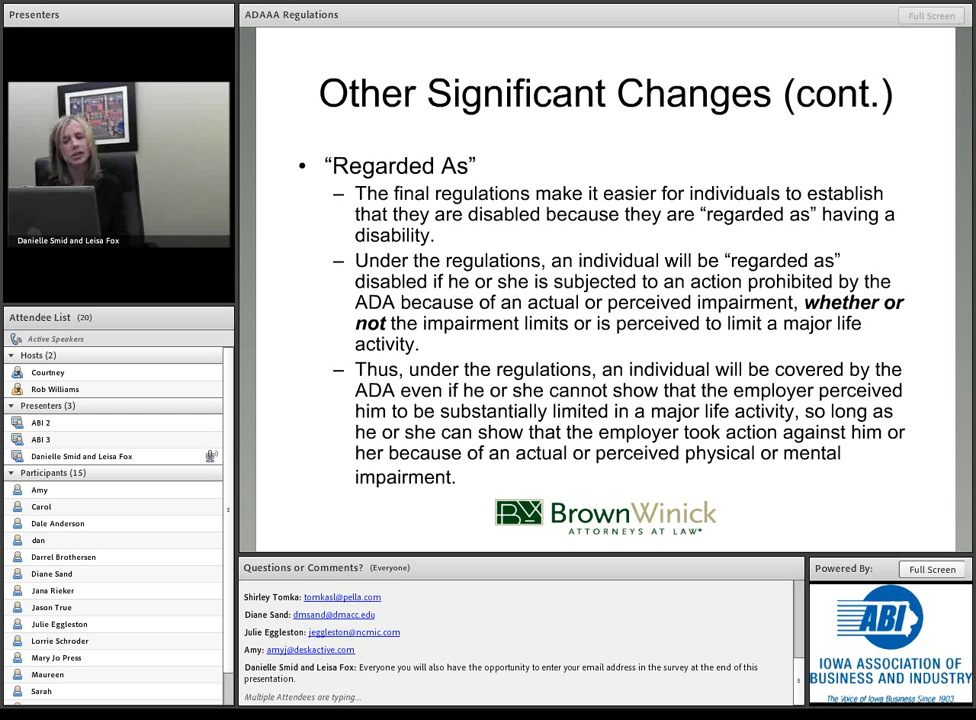 Presenters
Danielle Smid and Leisa Fox
Attendee List (20)
Active Speakers
Hosts (2)
Courtney
Rob Williams
Presenters (3)
ABI 2
ABI 3
Danielle Smid and Leisa Fox
Participants (15)
Amy
Carol
Dale Anderson
dan
Darrel Brothersen
Diane Sand
Jana Rieker
Jason True
Julie Eggleston
Lorrie Schroder
Mary Jo Press
Maureen
Sarah
ADAAA Regulations
Full Screen
Other Significant Changes (cont.)
• “Regarded As”
– The final regulations make it easier for individuals to establish
that they are disabled because they are “regarded as” having a
disability.
– Under the regulations, an individual will be “regarded as”
disabled if he or she is subjected to an action prohibited by the
ADA because of an actual or perceived impairment, whether or
not the impairment limits or is perceived to limit a major life
activity.
– Thus, under the regulations, an individual will be covered by the
ADA even if he or she cannot show that the employer perceived
him to be substantially limited in a major life activity, so long as
he or she can show that the employer took action against him or
her because of an actual or perceived physical or mental
impairment.
BrownWinick
ATTORNEYS AT LAW®
Questions or Comments? (Everyone)
Shirley Tomka: tomkasl@pella.com
Diane Sand: dmsand@dmacc.edu
Julie Eggleston: jeggleston@ncmic.com
Amy: amyj@deskactive.com
Danielle Smid and Leisa Fox: Everyone you will also have the opportunity to enter your email address in the survey at the end of this
presentation.
Multiple Attendees are typing...
Powered By:
Full Screen
ABI
IOWA ASSOCIATION OF
BUSINESS AND INDUSTRY
The Voice of Iowa Business Since 1903